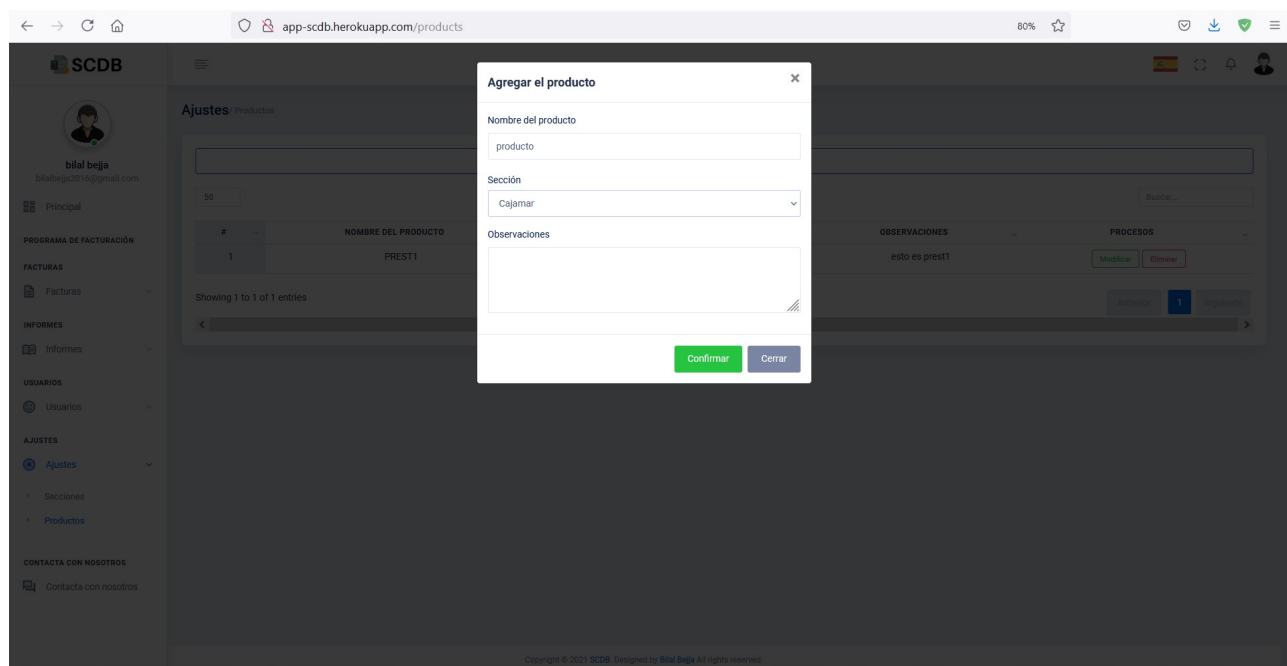 app-scdb.herokuapp.com/products
80%
SCDB
bilal bejja
bilalbejja2016@gmail.com
Principal
PROGRAMA DE FACTURACIÓN
FACTURAS
Facturas
INFORMES
Informes
USUARIOS
Usuarios
AJUSTES
Ajustes
Secciones
Productos
CONTACTA CON NOSOTROS
Contacta con nosotros
Ajustes/ Productos
50
Buscar...
# NOMBRE DEL PRODUCTO OBSERVACIONES PROCESOS
1 PREST1 esto es prest1 Modificar Eliminar
Showing 1 to 1 of 1 entries
Anterior 1 Siguiente
Agregar el producto
Nombre del producto
producto
Sección
Cajamar
Observaciones
Confirmar Cerrar
Copyright © 2021 SCDB. Designed by Bilal Bejja All rights reserved